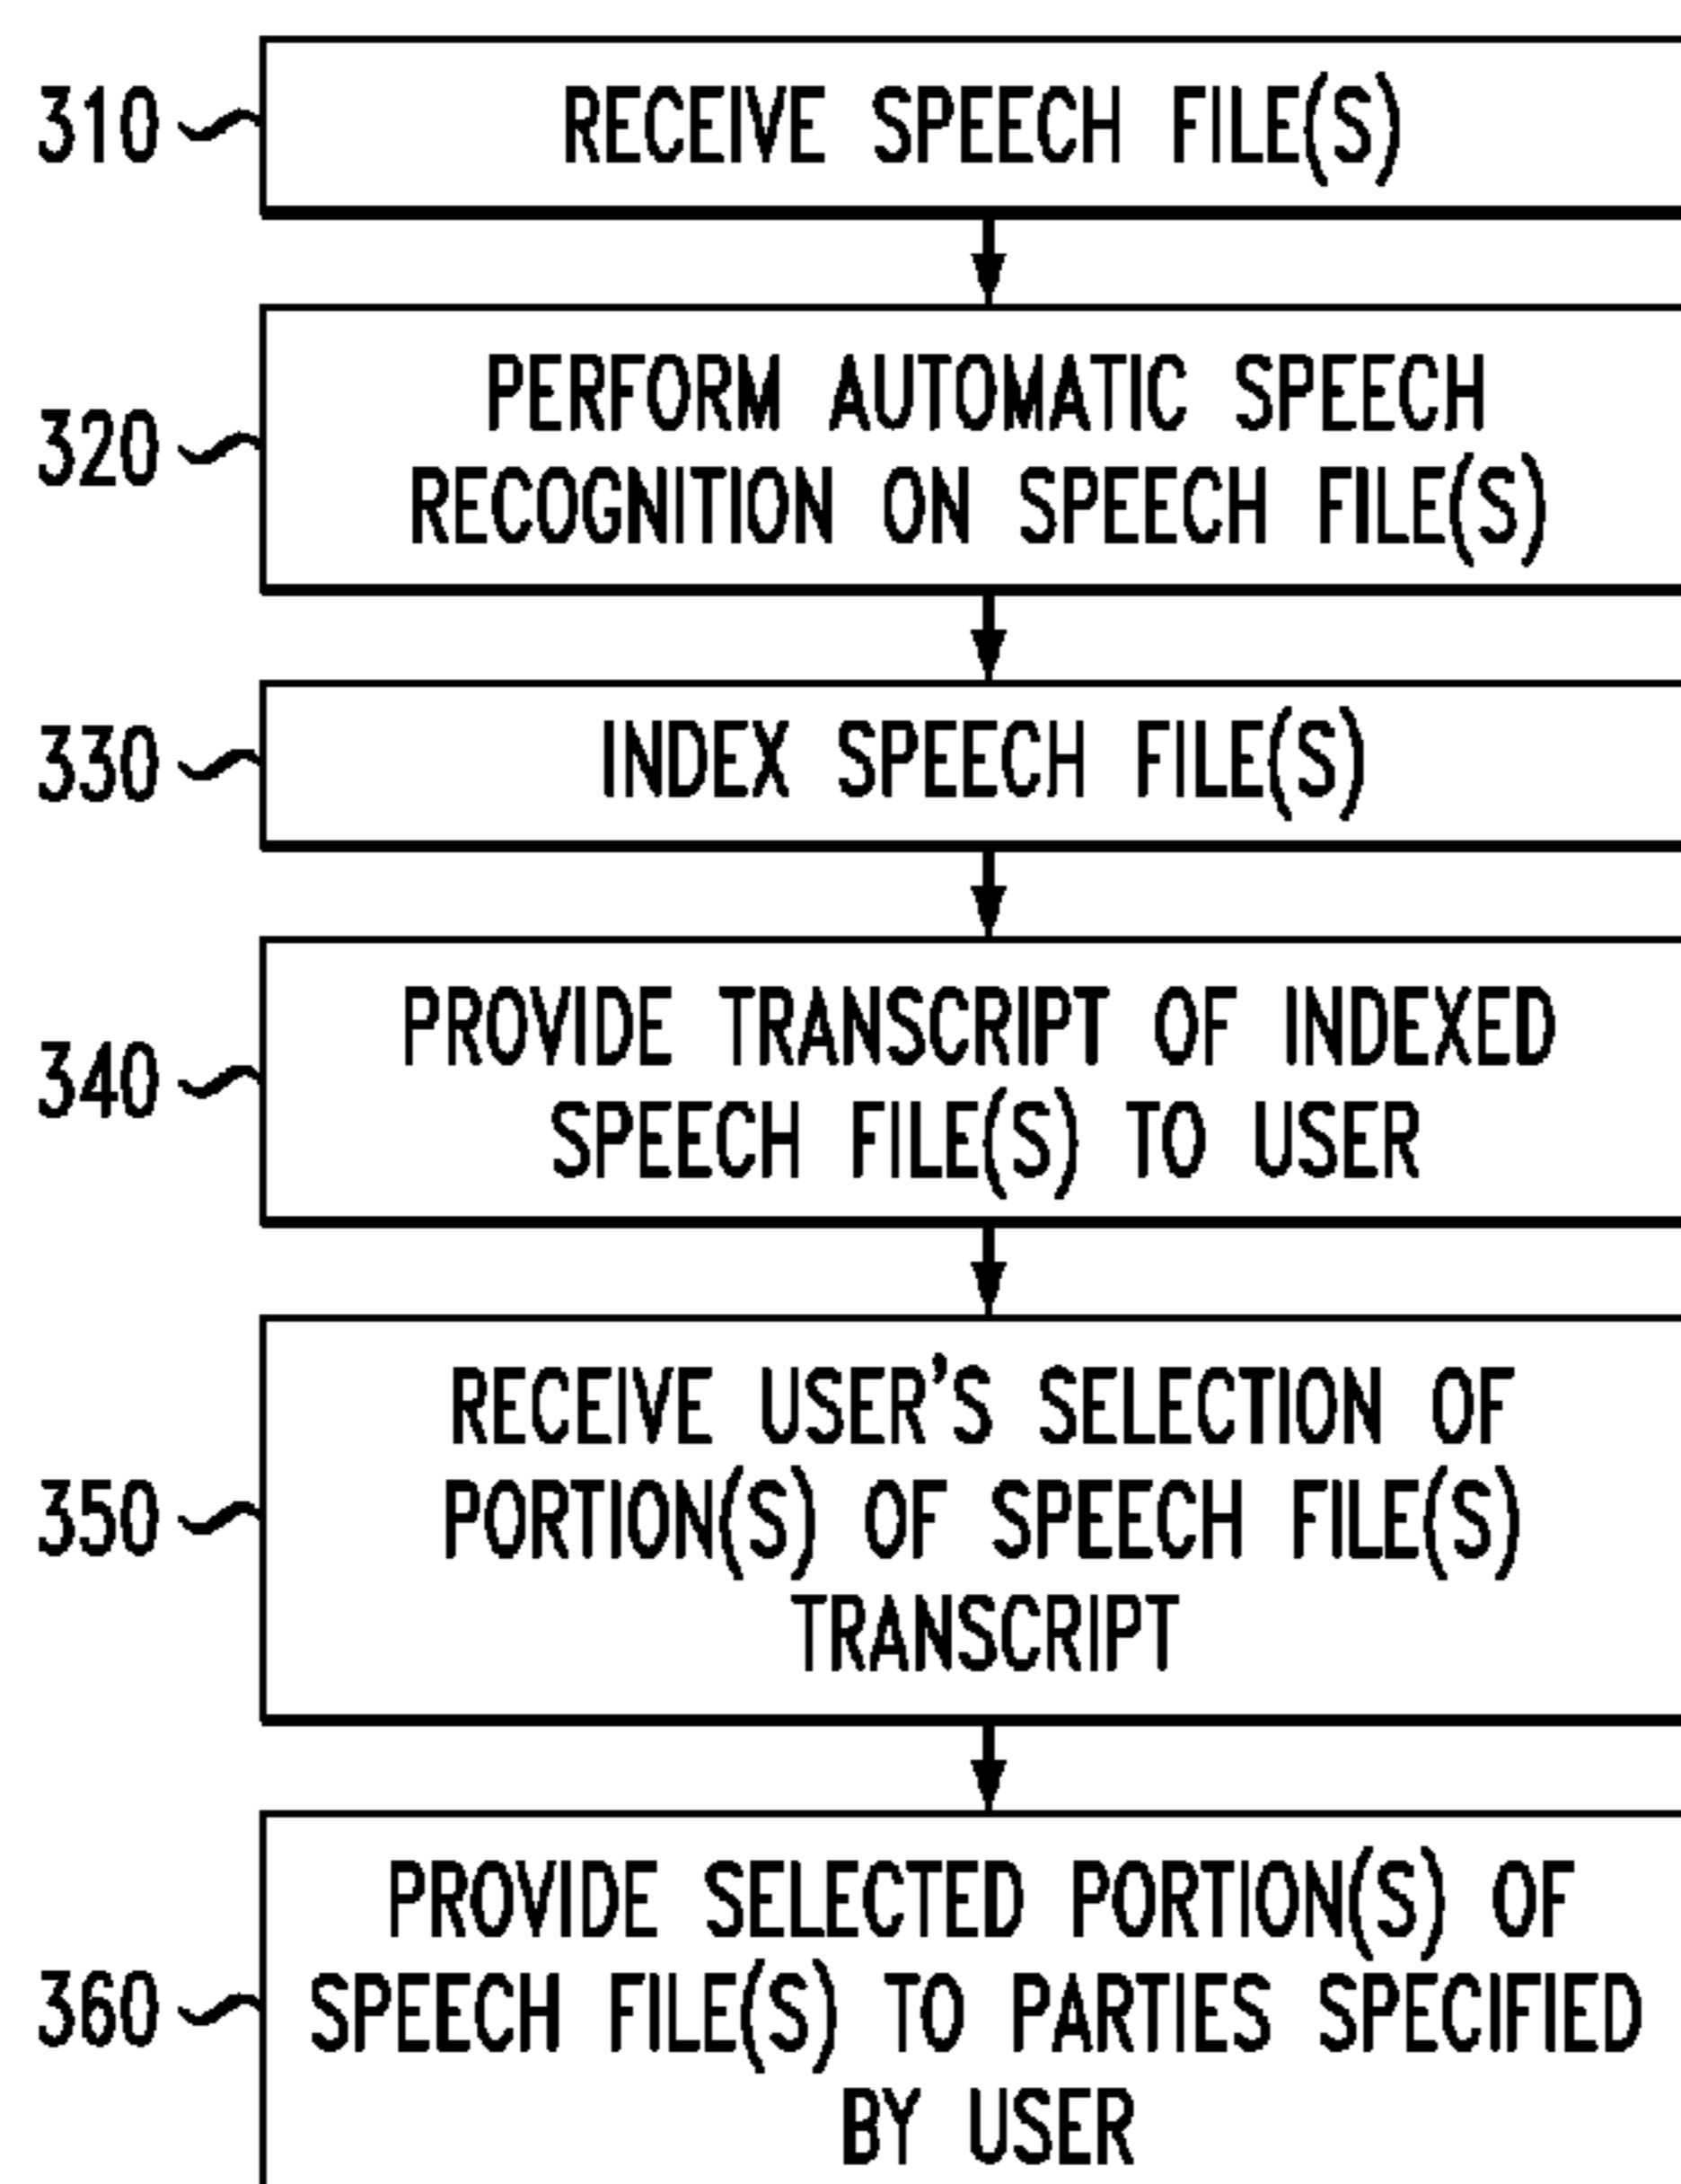 310
RECEIVE SPEECH FILE(S)
320
PERFORM AUTOMATIC SPEECH
RECOGNITION ON SPEECH FILE(S)
330
INDEX SPEECH FILE(S)
340
PROVIDE TRANSCRIPT OF INDEXED
SPEECH FILE(S) TO USER
350
RECEIVE USER'S SELECTION OF
PORTION(S) OF SPEECH FILE(S)
TRANSCRIPT
360
PROVIDE SELECTED PORTION(S) OF
SPEECH FILE(S) TO PARTIES SPECIFIED
BY USER